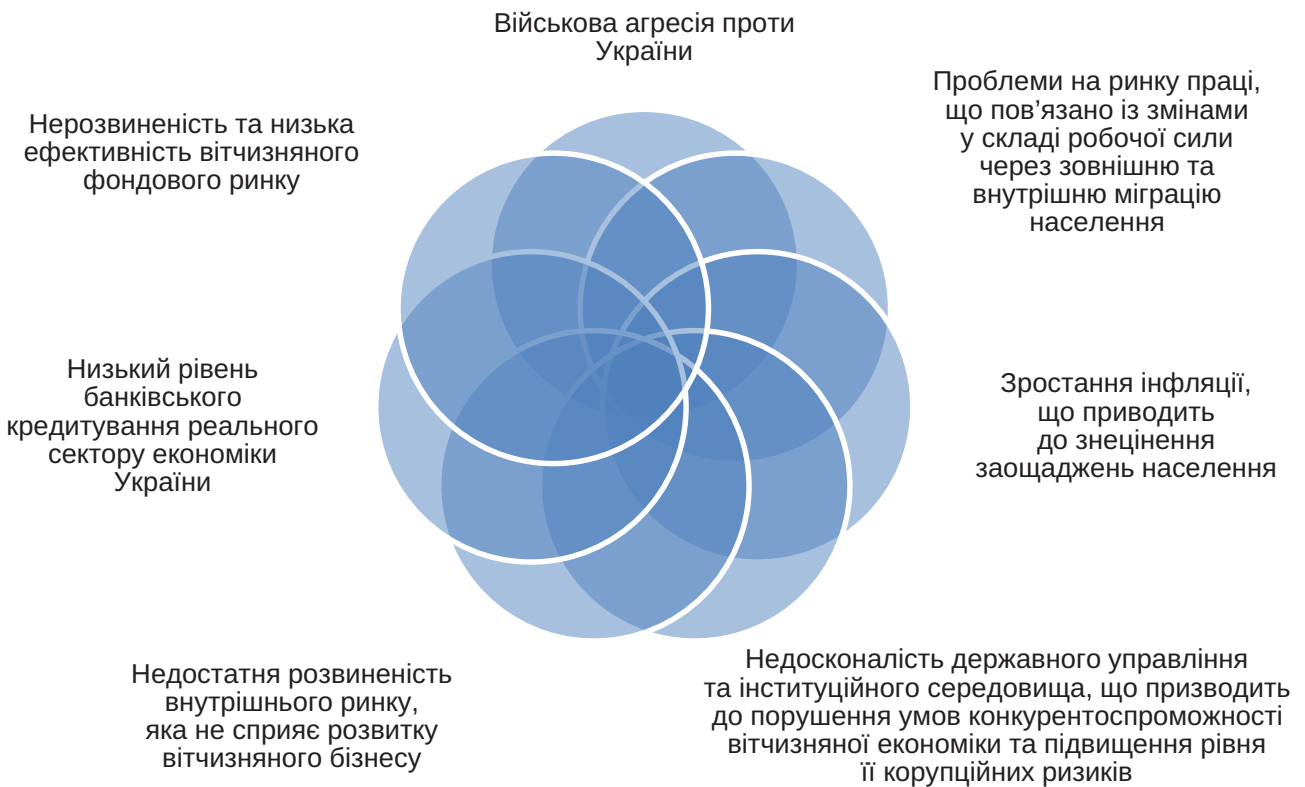 Військова агресія проти
України
Проблеми на ринку праці,
що пов’язано із змінами
у складі робочої сили
через зовнішню та
внутрішню міграцію
населення
Зростання інфляції,
що приводить
до знецінення
заощаджень населення
Недосконалість державного управління
та інституційного середовища, що призводить
до порушення умов конкурентоспроможності
вітчизняної економіки та підвищення рівня
її корупційних ризиків
Недостатня розвиненість
внутрішнього ринку,
яка не сприяє розвитку
вітчизняного бізнесу
Низький рівень
банківського
кредитування реального
сектору економіки
України
Нерозвиненість та низька
ефективність вітчизняного
фондового ринку